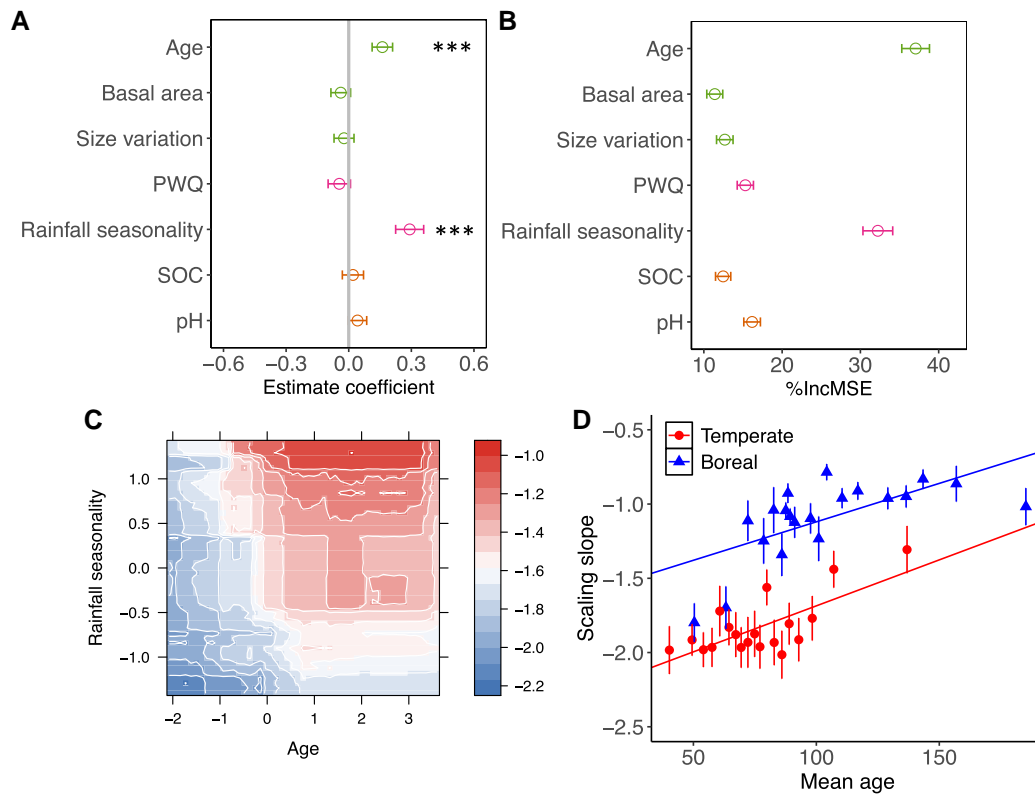 A
Age
***
Basal area
Size variation
PWQ
Rainfall seasonality
***
SOC
pH
−0.6
−0.3
0.0
0.3
0.6
Estimate coefficient
B
Age
Basal area
Size variation
PWQ
Rainfall seasonality
SOC
pH
10
20
30
40
%IncMSE
C
Rainfall seasonality
1.0
0.5
0.0
−0.5
−1.0
−2
−1
0
1
2
3
Age
−1.0
−1.2
−1.4
−1.6
−1.8
−2.0
−2.2
D
Temperate
Boreal
Scaling slope
−0.5
−1.0
−1.5
−2.0
−2.5
50
100
150
Mean age